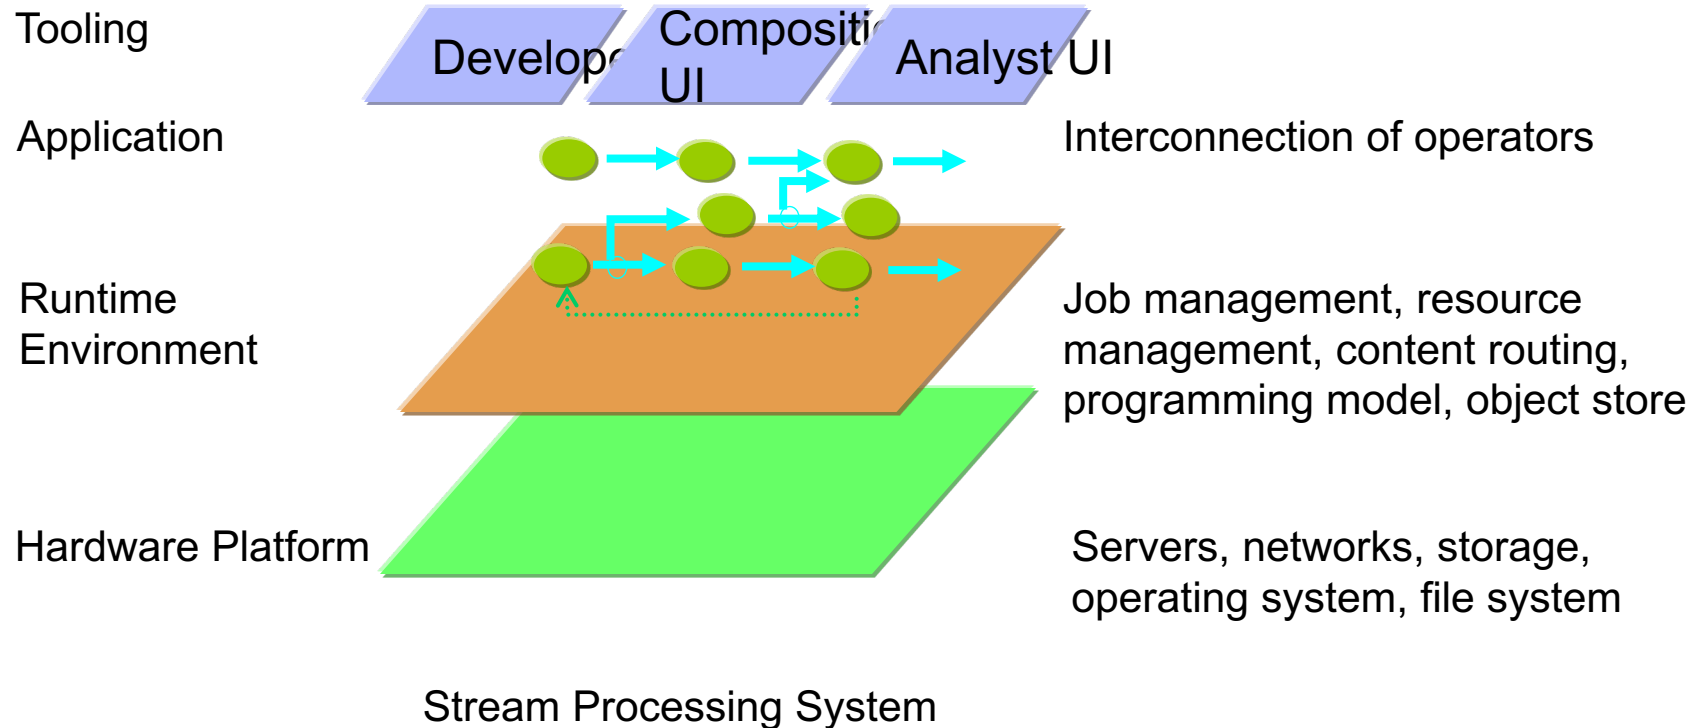 Tooling
Develope
Compositi
UI
Analyst UI
Application
Interconnection of operators
Runtime
Environment
Job management, resource
management, content routing,
programming model, object store
Hardware Platform
Servers, networks, storage,
operating system, file system
Stream Processing System